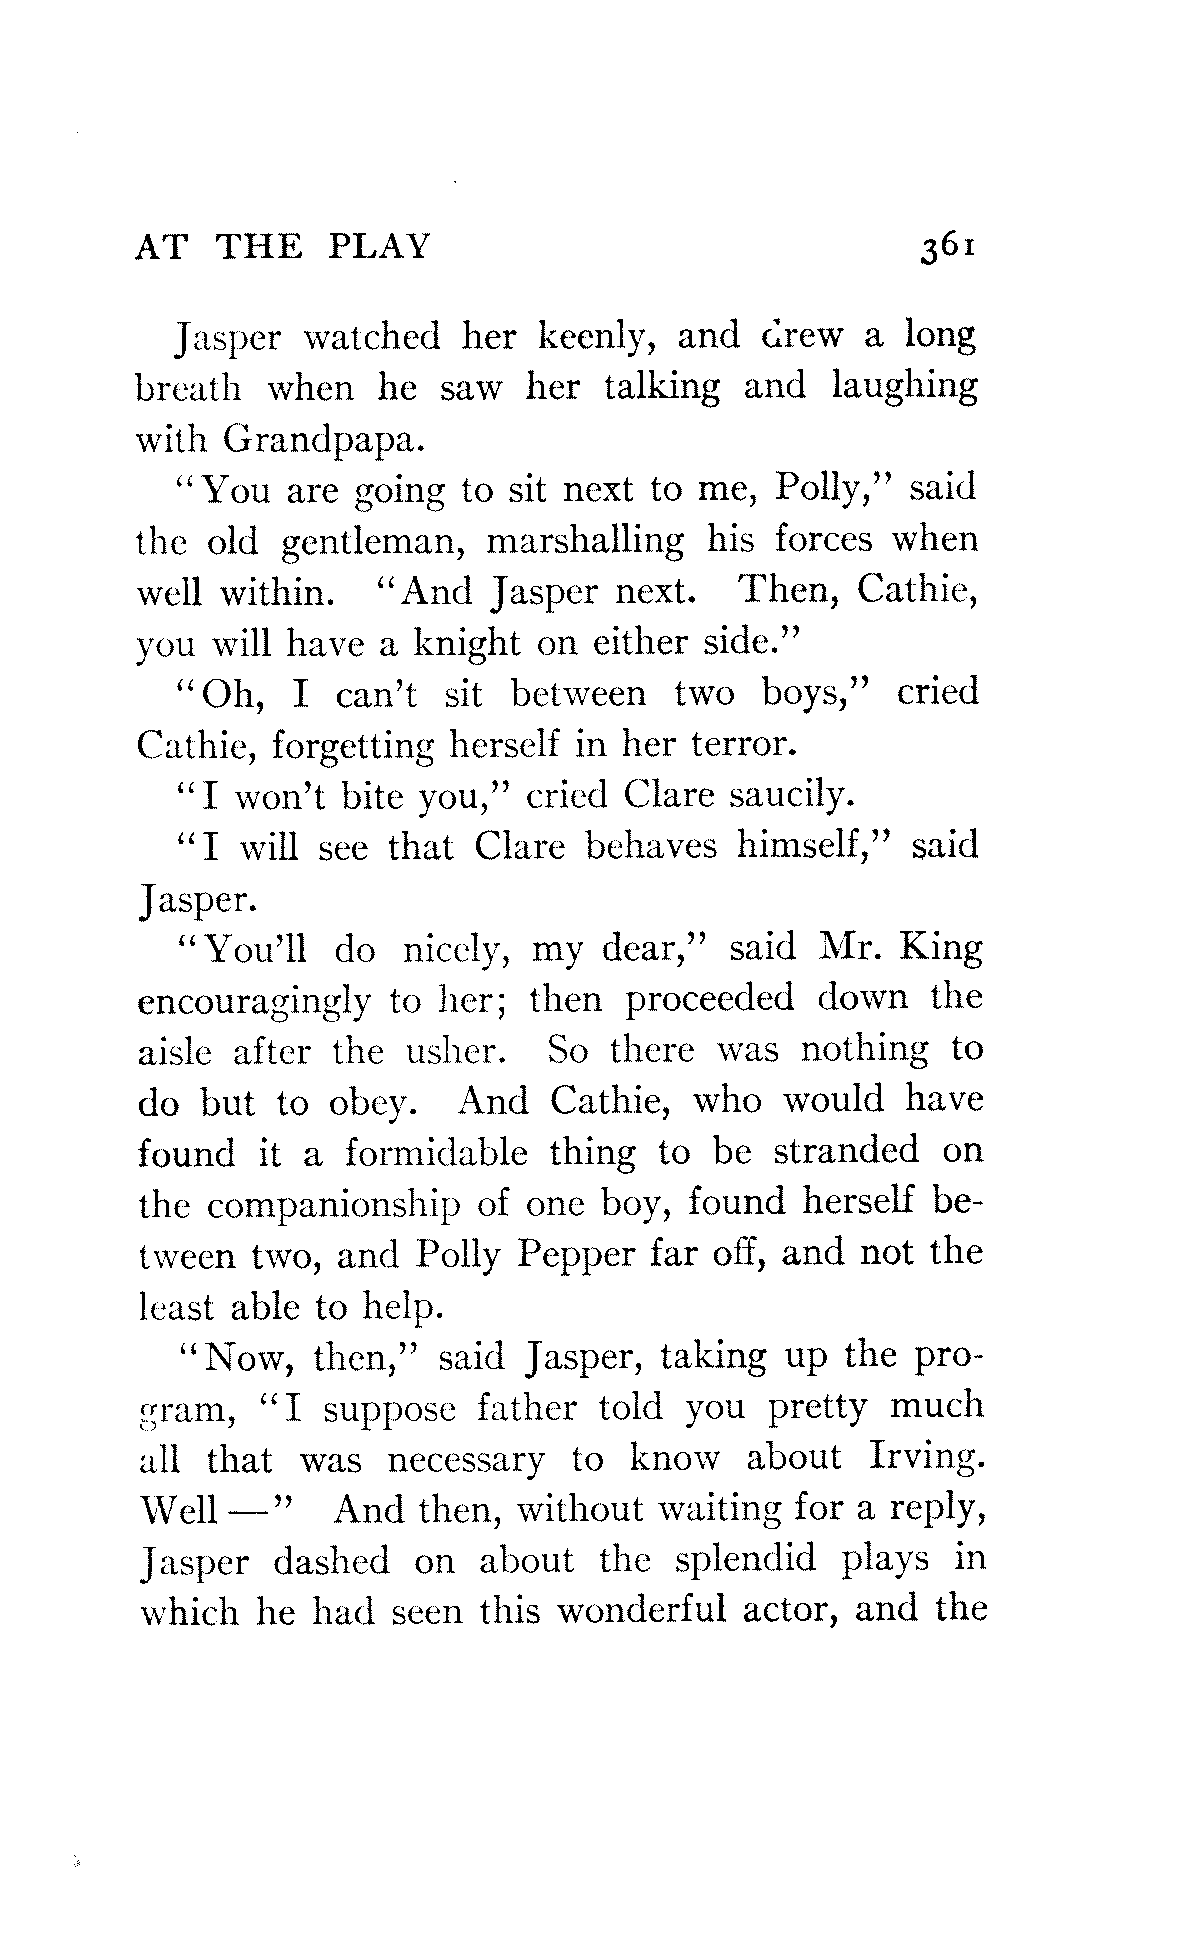 AT THE PLAY 361
Jasper watched her keenly, and drew a long
breath when he saw her talking and laughing
with Grandpapa.
"You are going to sit next to me, Polly," said
the old gentleman, marshalling his forces when
well within. "And Jasper next. Then, Cathie,
you will have a knight on either side."
"Oh, I can't sit between two boys," cried
Cathie, forgetting herself in her terror.
"I won't bite you," cried Clare saucily.
"I will see that Clare behaves himself," said
Jasper.
"You'll do nicely, my dear," said Mr. King
encouragingly to her; then proceeded down the
aisle after the usher. So there was nothing to
do but to obey. And Cathie, who would have
found it a formidable thing to be stranded on
the companionship of one boy, found herself be-
tween two, and Polly Pepper far off, and not the
least able to help.
"Now, then," said Jasper, taking up the pro-
gram, "I suppose father told you pretty much
all that was necessary to know about Irving.
Well —" And then, without waiting for a reply,
Jasper dashed on about the splendid plays in
which he had seen this wonderful actor, and the